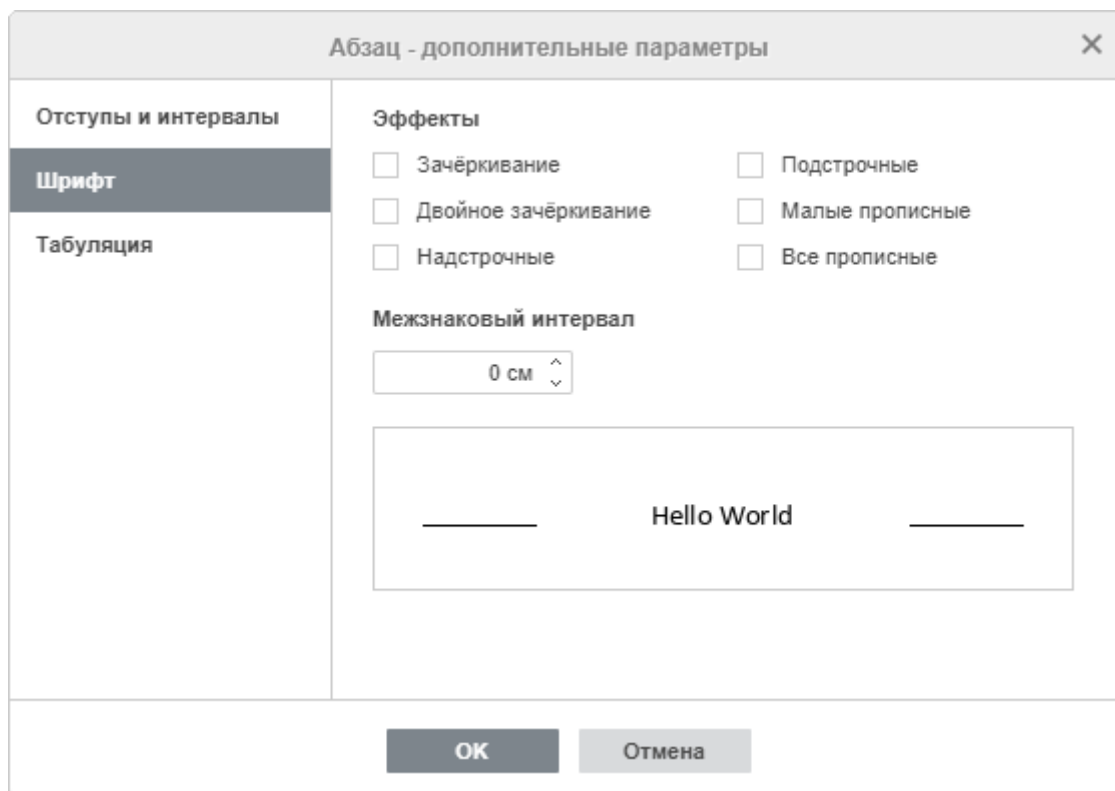 Абзац - дополнительные параметры
Отступы и интервалы
Шрифт
Табуляция
Эффекты
Зачёркивание
Подстрочные
Двойное зачёркивание
Малые прописные
Надстрочные
Все прописные
Межзнаковый интервал
0 см
Hello World
OK
Отмена